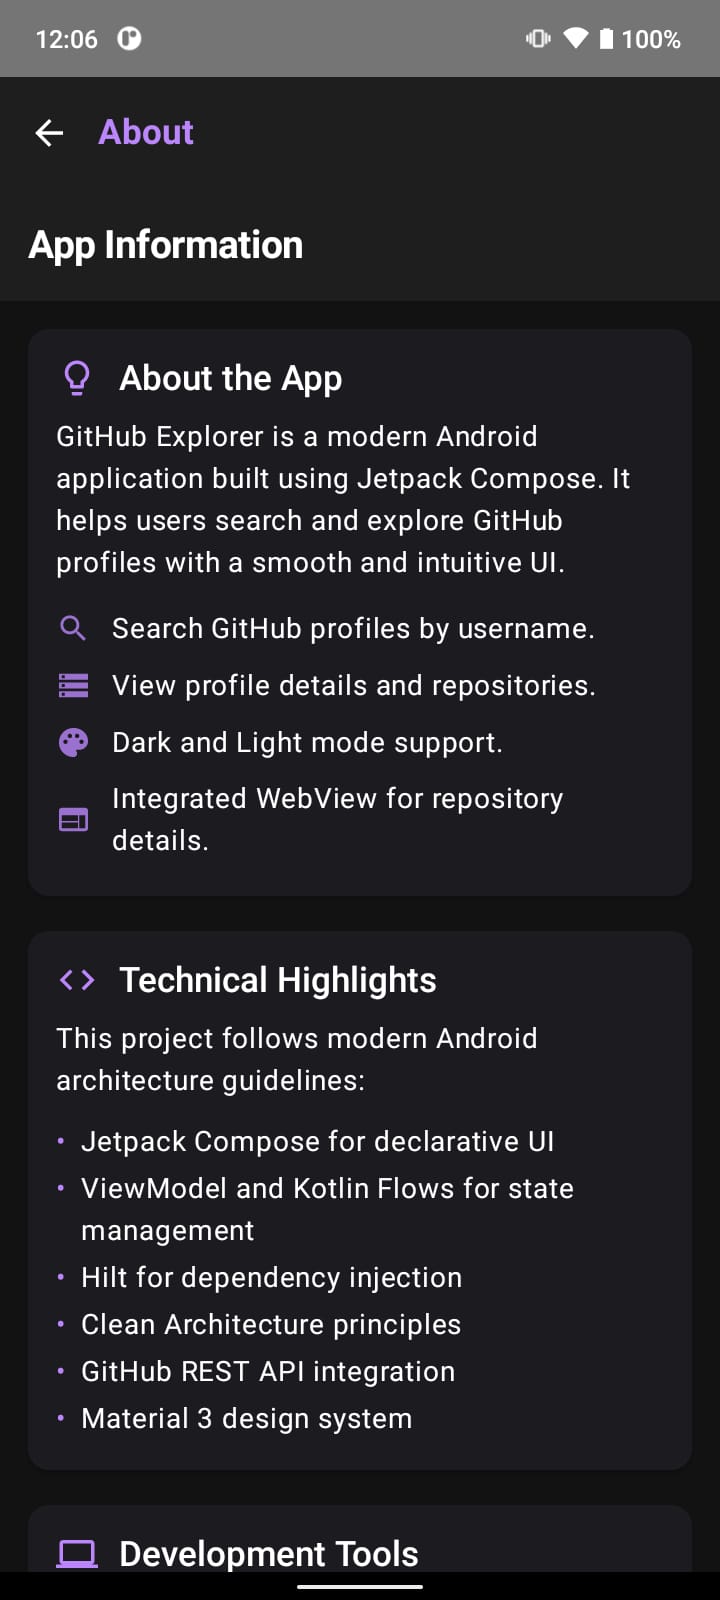 12:06
100%
About
App Information
About the App
GitHub Explorer is a modern Android
application built using Jetpack Compose. It
helps users search and explore GitHub
profiles with a smooth and intuitive UI.
Search GitHub profiles by username.
View profile details and repositories.
Dark and Light mode support.
Integrated WebView for repository
details.
Technical Highlights
This project follows modern Android
architecture guidelines:
• Jetpack Compose for declarative UI
• ViewModel and Kotlin Flows for state
management
• Hilt for dependency injection
• Clean Architecture principles
• GitHub REST API integration
• Material 3 design system
Development Tools